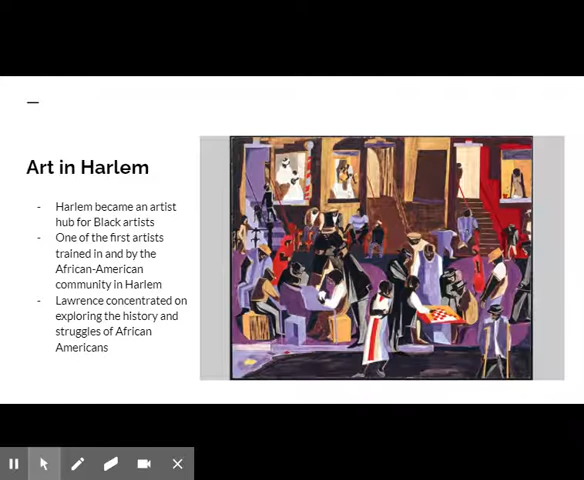 Art in Harlem
- Harlem became an artist
hub for Black artists
- One of the first artists
trained in and by the
African-American
community in Harlem
- Lawrence concentrated on
exploring the history and
struggles of African
Americans